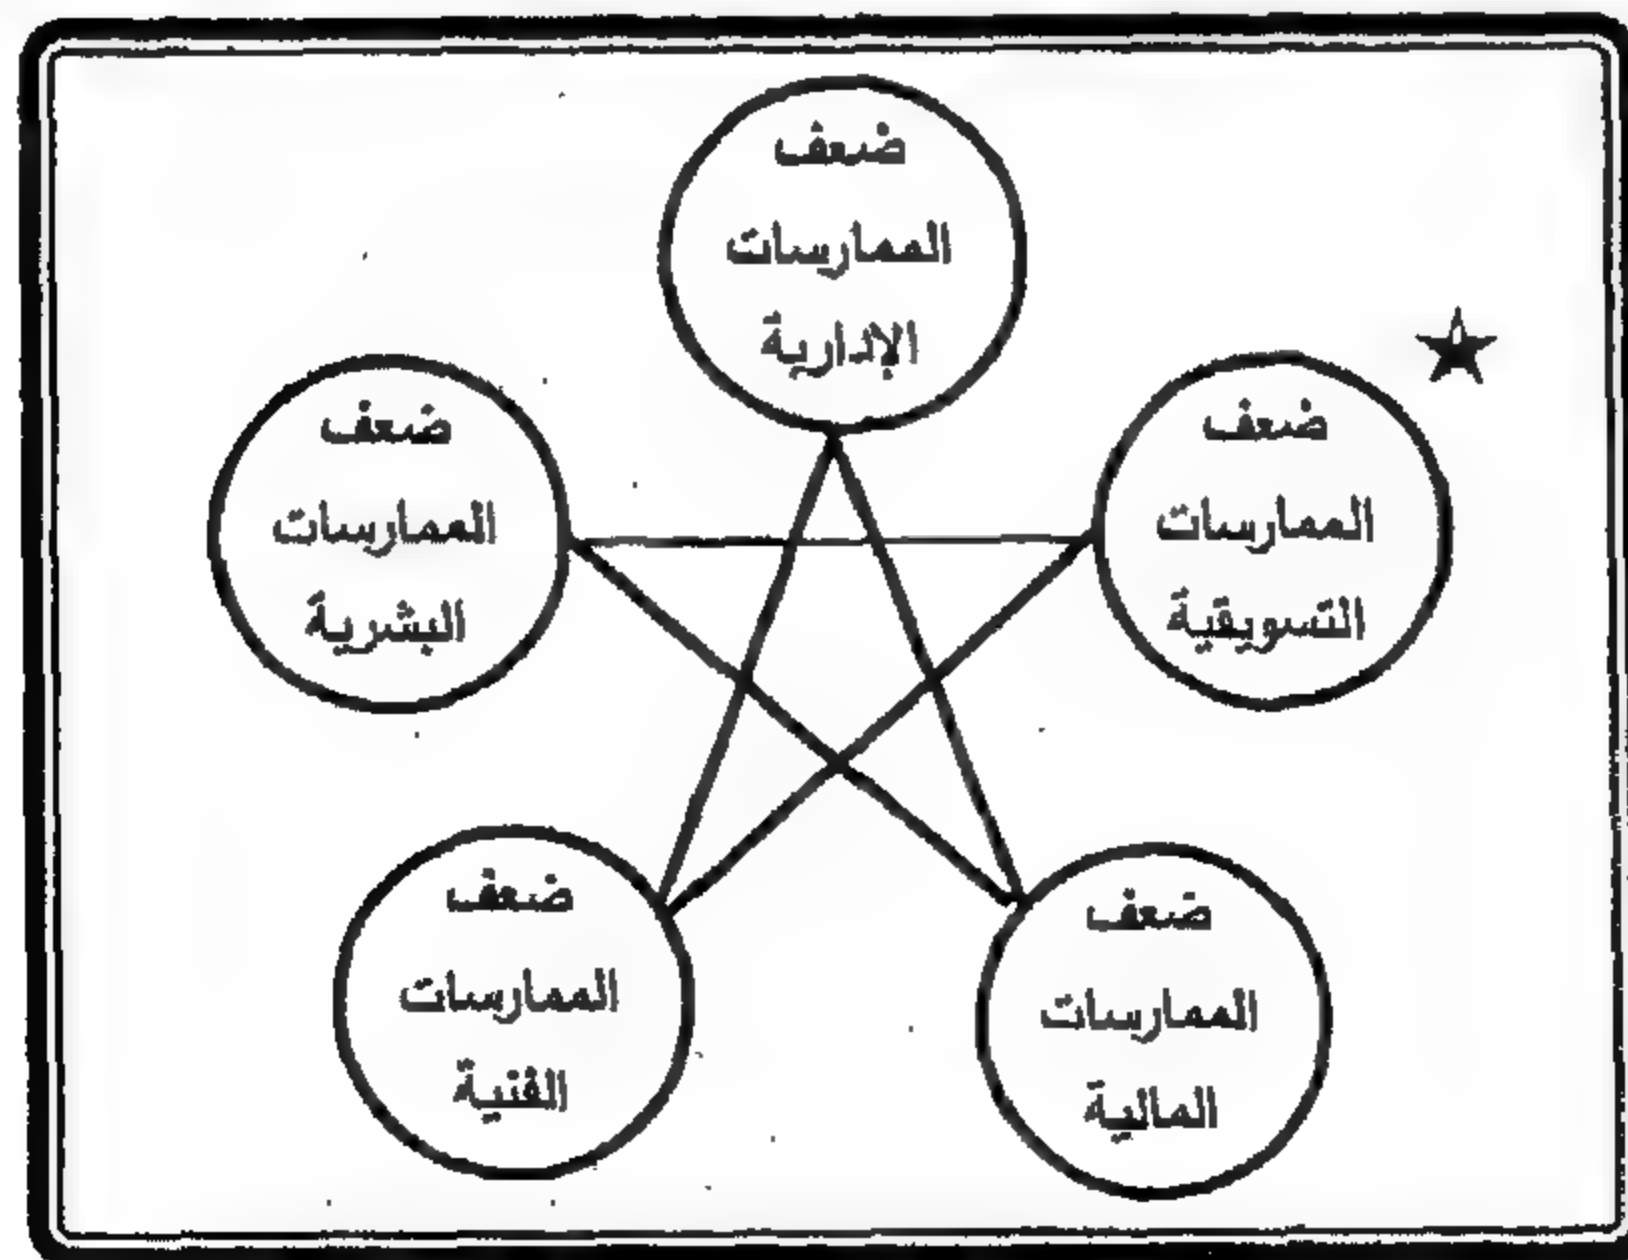 ضعف
الممارسات
الإدارية
ضعف
الممارسات
التسويقية
ضعف
الممارسات
البشرية
ضعف
الممارسات
المالية
ضعف
الممارسات
الفنية